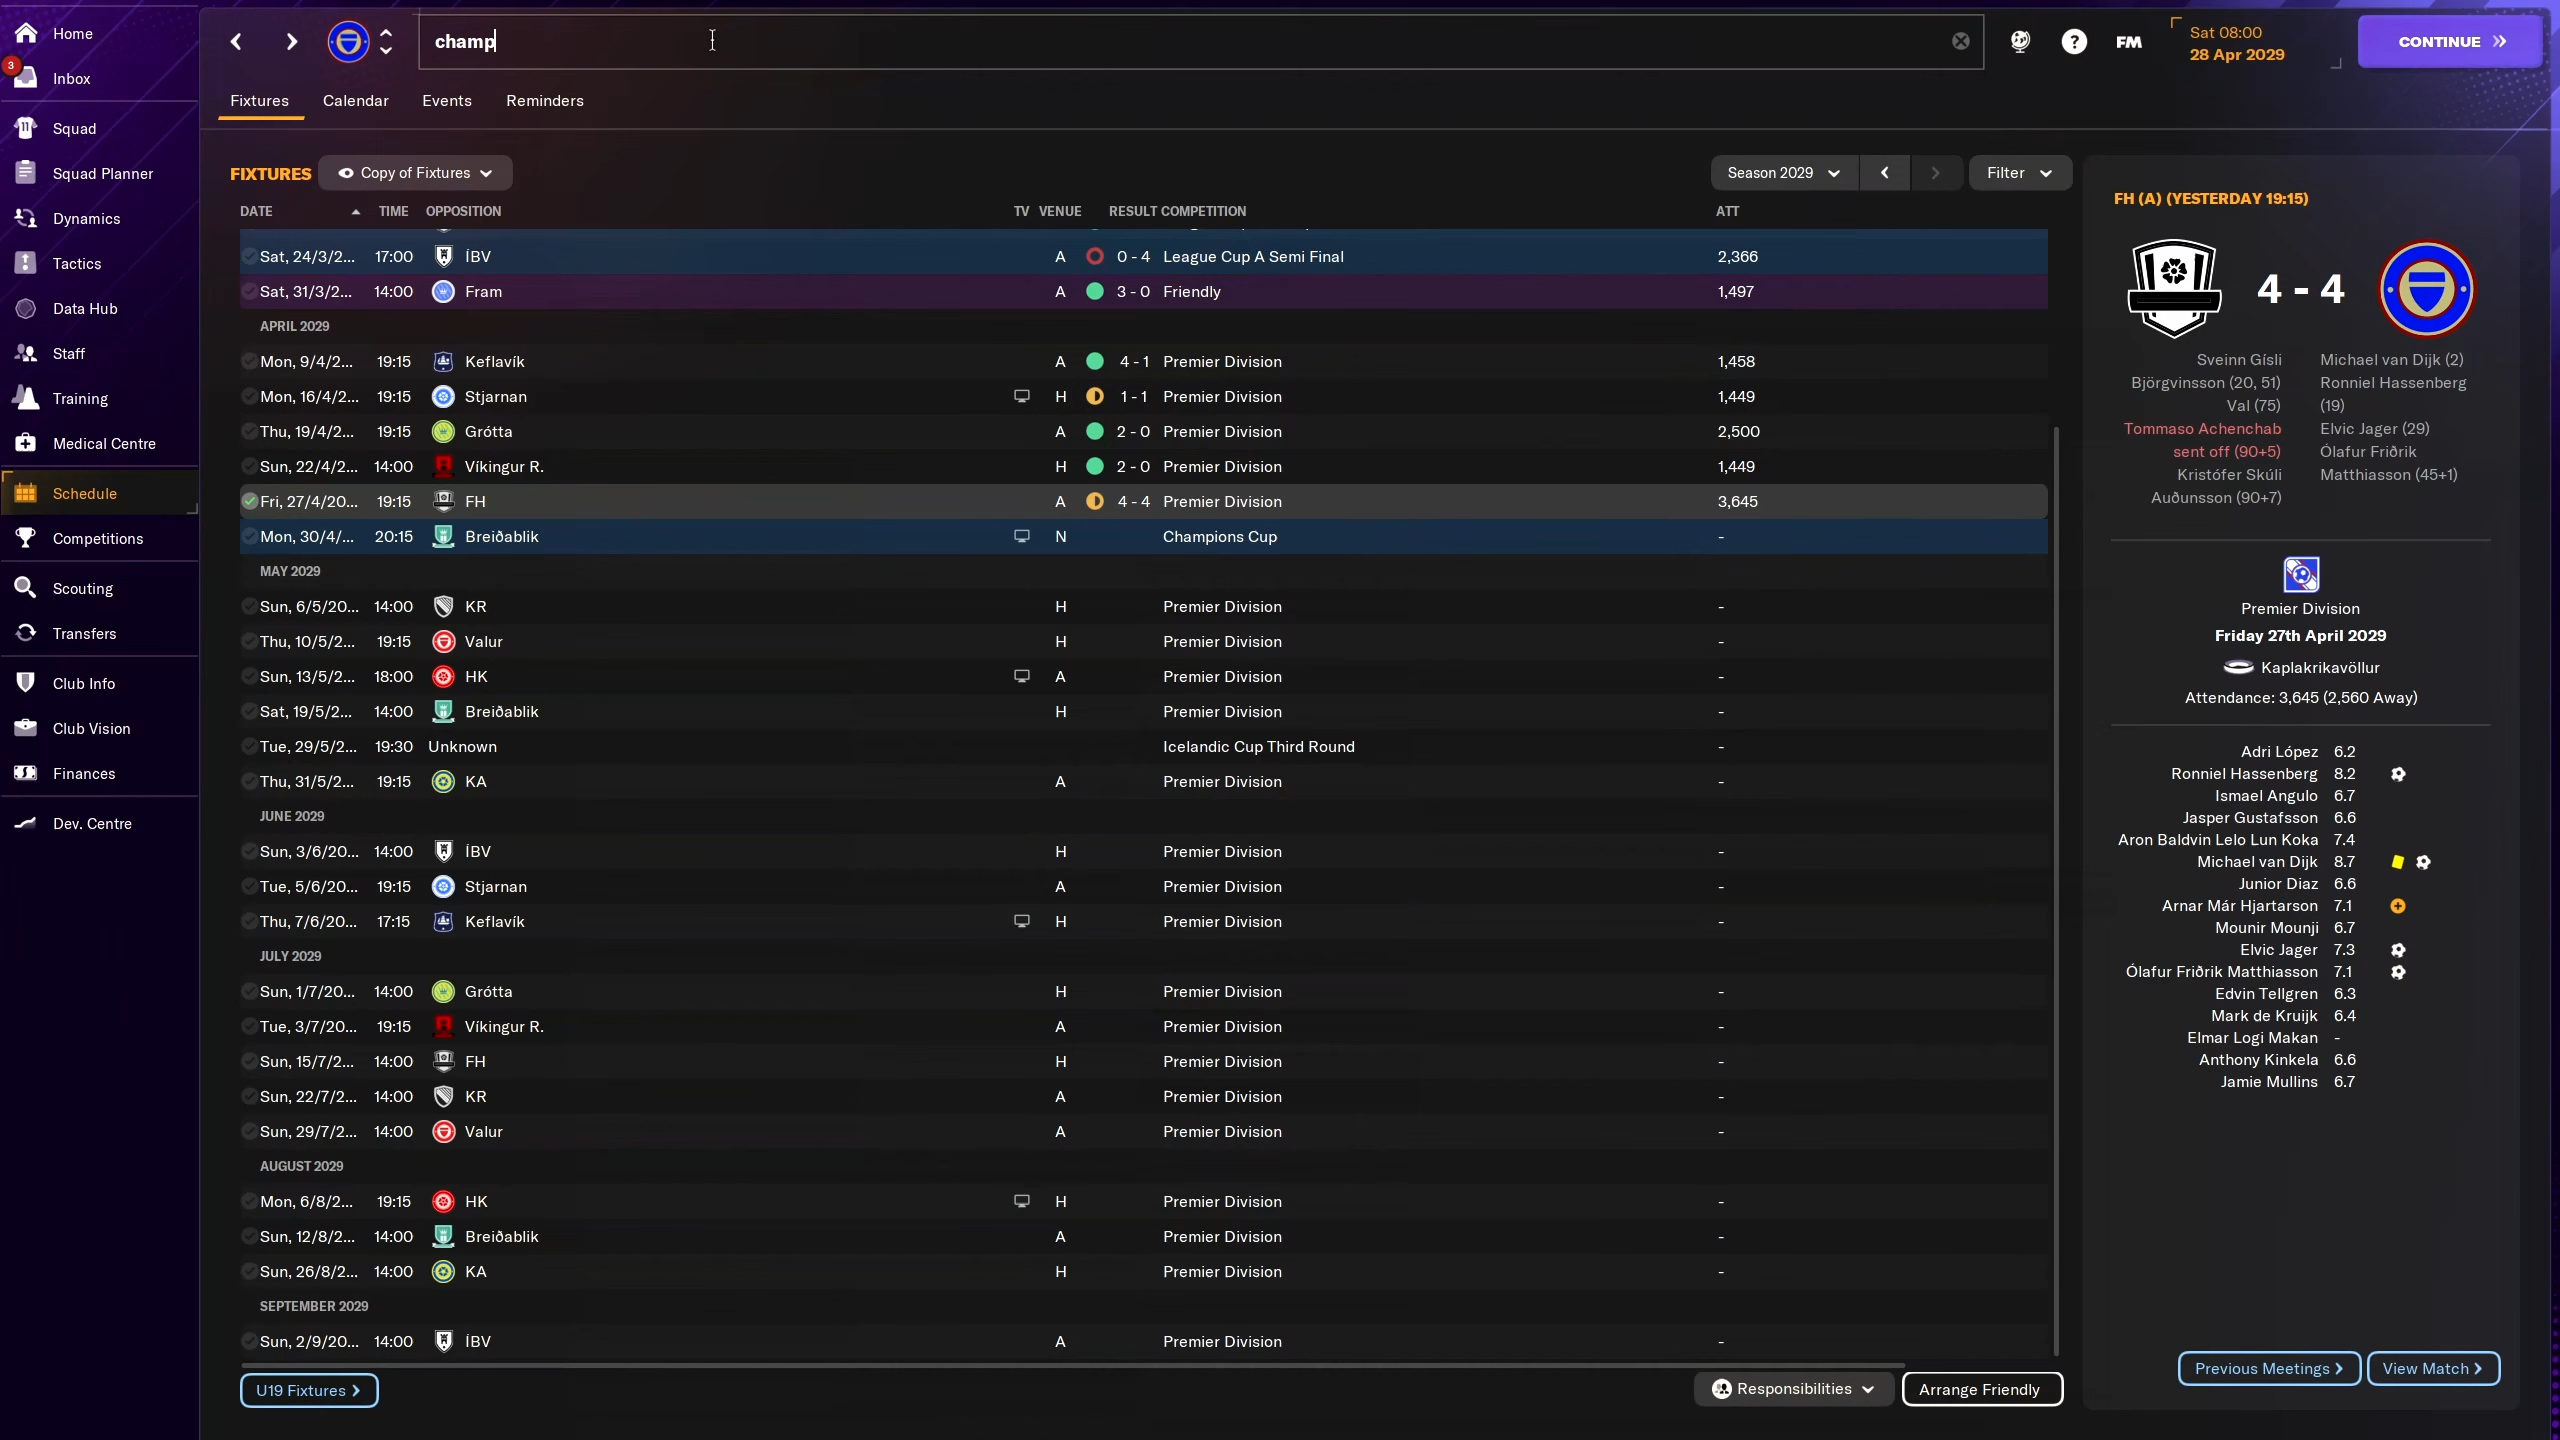 Home
3
Inbox
Squad
Squad Planner
Dynamics
Tactics
Data Hub
Staff
Training
Medical Centre
Schedule
Competitions
Scouting
Transfers
Club Info
Club Vision
Finances
Dev. Centre
champ
?
FM
Sat 08:00
28 Apr 2029
CONTINUE
Fixtures Calendar Events Reminders
FIXTURES Copy of Fixtures Season 2029 Filter
DATE TIME OPPOSITION TV VENUE RESULT COMPETITION ATT
Sat, 24/3/2... 17:00 ÍBV A 0 - 4 League Cup A Semi Final 2,366
Sat, 31/3/2... 14:00 Fram A 3 - 0 Friendly 1,497
APRIL 2029
Mon, 9/4/2... 19:15 Keflavík A 4 - 1 Premier Division 1,458
Mon, 16/4/2... 19:15 Stjarnan H 1 - 1 Premier Division 1,449
Thu, 19/4/2... 19:15 Grótta A 2 - 0 Premier Division 2,500
Sun, 22/4/2... 14:00 Víkingur R. H 2 - 0 Premier Division 1,449
Fri, 27/4/20... 19:15 FH A 4 - 4 Premier Division 3,645
Mon, 30/4/... 20:15 Breiðablik N Champions Cup -
MAY 2029
Sun, 6/5/20... 14:00 KR H Premier Division -
Thu, 10/5/2... 19:15 Valur H Premier Division -
Sun, 13/5/2... 18:00 HK A Premier Division -
Sat, 19/5/2... 14:00 Breiðablik H Premier Division -
Tue, 29/5/2... 19:30 Unknown Icelandic Cup Third Round -
Thu, 31/5/2... 19:15 KA A Premier Division -
JUNE 2029
Sun, 3/6/20... 14:00 ÍBV H Premier Division -
Tue, 5/6/20... 19:15 Stjarnan A Premier Division -
Thu, 7/6/20... 17:15 Keflavík H Premier Division -
JULY 2029
Sun, 1/7/20... 14:00 Grótta H Premier Division -
Tue, 3/7/20... 19:15 Víkingur R. A Premier Division -
Sun, 15/7/2... 14:00 FH H Premier Division -
Sun, 22/7/2... 14:00 KR A Premier Division -
Sun, 29/7/2... 14:00 Valur A Premier Division -
AUGUST 2029
Mon, 6/8/2... 19:15 HK H Premier Division -
Sun, 12/8/2... 14:00 Breiðablik A Premier Division -
Sun, 26/8/2... 14:00 KA H Premier Division -
SEPTEMBER 2029
Sun, 2/9/20... 14:00 ÍBV A Premier Division -
U19 Fixtures Responsibilities Arrange Friendly
FH (A) (YESTERDAY 19:15)
4 - 4
Sveinn Gísli Michael van Dijk (2)
Björgvinsson (20, 51) Ronniel Hassenberg
Val (75) (19)
Tommaso Achenchab Elvic Jager (29)
sent off (90+5) Ólafur Friðrik
Kristófer Skúli Matthiasson (45+1)
Auðunsson (90+7)
Premier Division
Friday 27th April 2029
Kaplakrikavöllur
Attendance: 3,645 (2,560 Away)
Adri López 6.2
Ronniel Hassenberg 8.2
Ismael Angulo 6.7
Jasper Gustafsson 6.6
Aron Baldvin Lelo Lun Koka 7.4
Michael van Dijk 8.7
Junior Diaz 6.6
Arnar Már Hjartarson 7.1
Mounir Mounji 6.7
Elvic Jager 7.3
Ólafur Friðrik Matthiasson 7.1
Edvin Tellgren 6.3
Mark de Kruijk 6.4
Elmar Logi Makan -
Anthony Kinkela 6.6
Jamie Mullins 6.7
Previous Meetings View Match